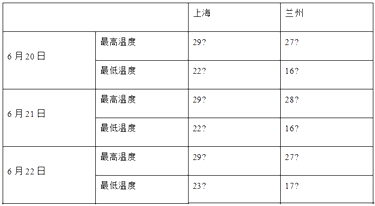 上海 兰州
6月20日 最高温度 29? 27?
最低温度 22? 16?
6月21日 最高温度 29? 28?
最低温度 22? 16?
6月22日 最高温度 29? 27?
最低温度 23? 17?